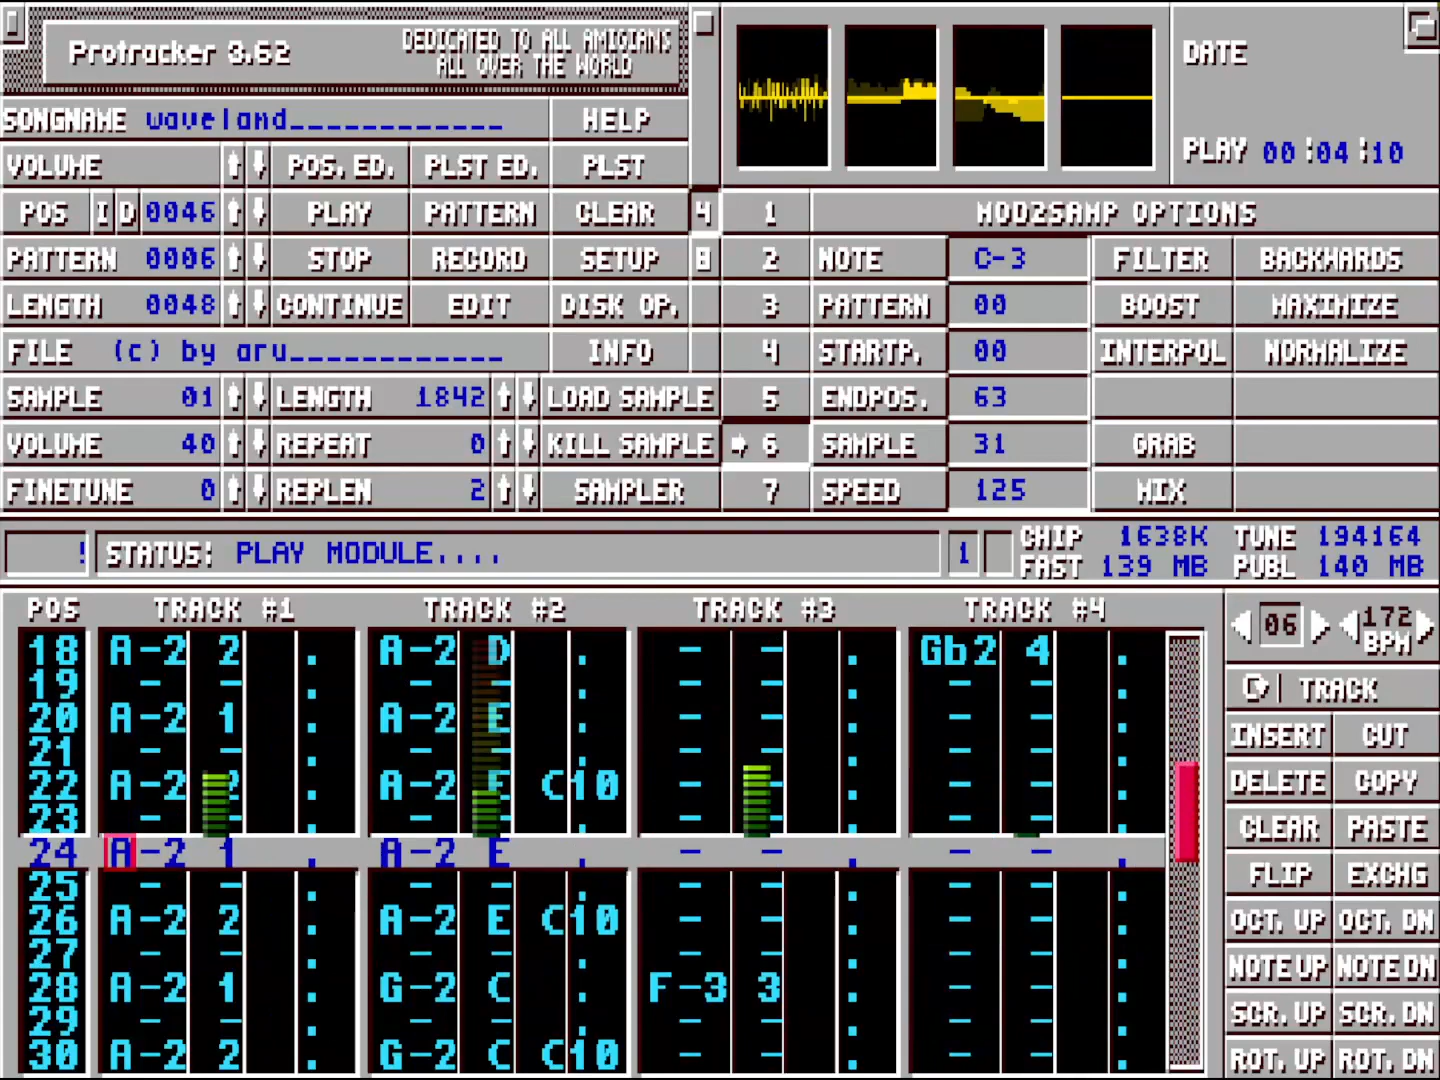 Protracker 3.62
DEDICATED TO ALL AMIGIANS
ALL OVER THE WORLD
DATE
PLAY 00:04:10
SONGNAME waveland____________ HELP
VOLUME POS. ED. PLST ED. PLST
POS I D 0046 PLAY PATTERN CLEAR 4 1 MOD2SAMP OPTIONS
PATTERN 0006 STOP RECORD SETUP 8 2 NOTE C-3 FILTER BACKWARDS
LENGTH 0048 CONTINUE EDIT DISK OP. 3 PATTERN 00 BOOST MAXIMIZE
FILE (c) by aru____________ INFO 4 STARTP. 00 INTERPOL NORMALIZE
SAMPLE 01 LENGTH 1842 LOAD SAMPLE 5 ENDPOS. 63
VOLUME 40 REPEAT 0 KILL SAMPLE 6 SAMPLE 31 GRAB
FINETUNE 0 REPLEN 2 SAMPLER 7 SPEED 125 MIX
! STATUS: PLAY MODULE.... 1
CHIP 1638K TUNE 194164
FAST 139 MB PUBL 140 MB
POS TRACK #1 TRACK #2 TRACK #3 TRACK #4
18 A-2 2 . A-2 D . - - . Gb2 4 .
19 - - . - - . - - . - - .
20 A-2 1 . A-2 E . - - . - - .
21 - - . - - . - - . - - .
22 A-2 2 . A-2 E C10 - - . - - .
23 - - . - - . - - . - - .
24 A-2 1 . A-2 E . - - . - - .
25 - - . - - . - - . - - .
26 A-2 2 . A-2 E C10 - - . - - .
27 - - . - - . - - . - - .
28 A-2 1 . G-2 C . F-3 3 . - - .
29 - - . - - . - - . - - .
30 A-2 2 . G-2 C C10 - - . - - .
06 172 BPM
TRACK
INSERT CUT
DELETE COPY
CLEAR PASTE
FLIP EXCHG
OCT. UP OCT. DN
NOTE UP NOTE DN
SCR. UP SCR. DN
ROT. UP ROT. DN